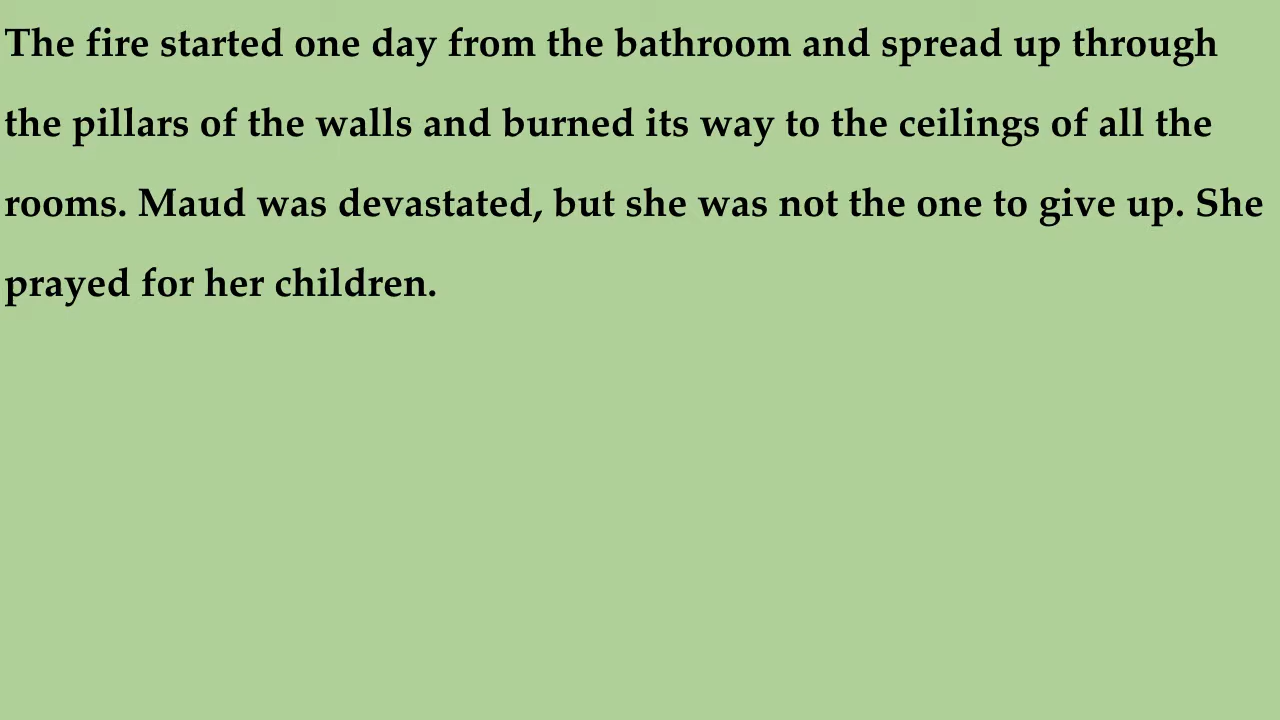 The fire started one day from the bathroom and spread up through
the pillars of the walls and burned its way to the ceilings of all the
rooms. Maud was devastated, but she was not the one to give up. She
prayed for her children.